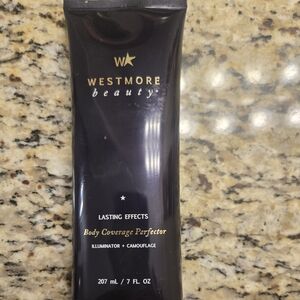 W★
WESTMORE
beauty®
★
LASTING EFFECTS
Body Coverage Perfector
ILLUMINATOR + CAMOUFLAGE
207 mL / 7 FL. OZ